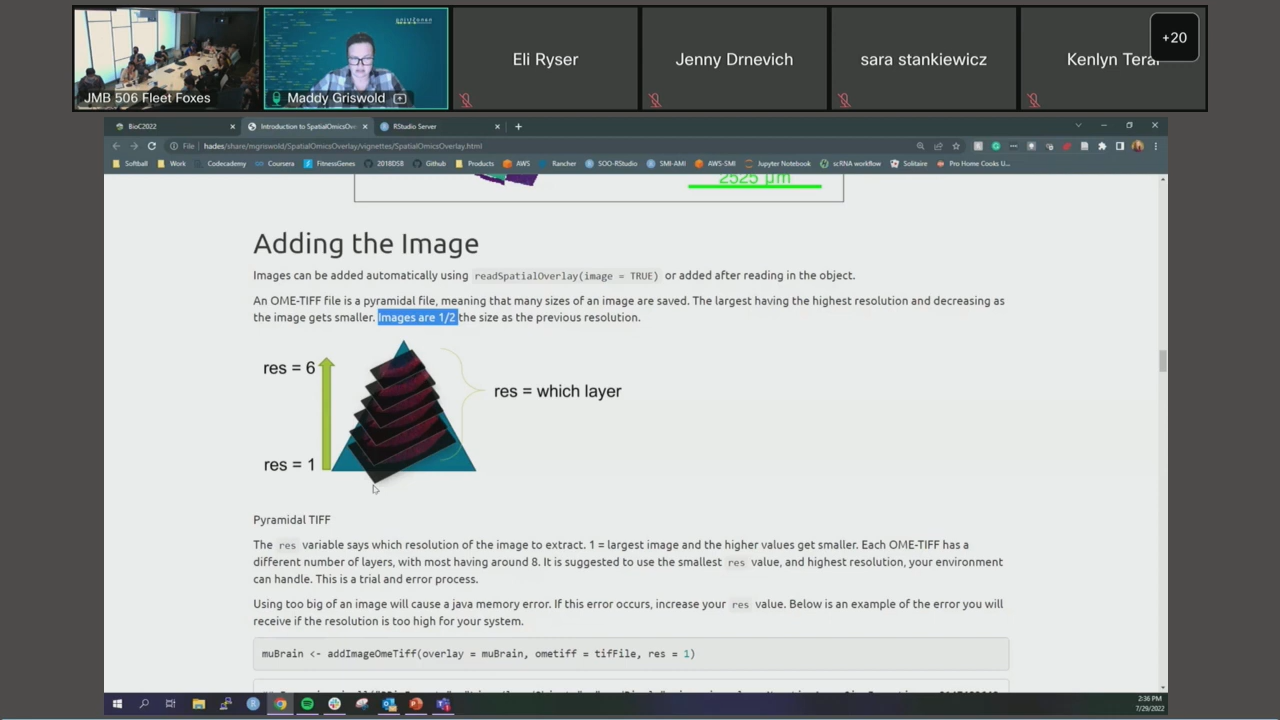 JMB 506 Fleet Foxes
Maddy Griswold
Eli Ryser
Jenny Drnevich
sara stankiewicz
Kenlyn Terai
+20
BioC2022
Introduction to SpatialOmicsOv
RStudio Server
File
hades/share/mgriswold/SpatialOmicsOverlay/vignettes/SpatialOmicsOverlay.html
Softball
Work
Codecademy
Coursera
FitnessGenes
2018DSB
Github
Products
AWS
Rancher
SOO-RStudio
SMI-AMI
AWS-SMI
Jupyter Notebook
scRNA workflow
Solitaire
Pro Home Cooks U...
2525 μm
Adding the Image
Images can be added automatically using readSpatialOverlay(image = TRUE) or added after reading in the object.
An OME-TIFF file is a pyramidal file, meaning that many sizes of an image are saved. The largest having the highest resolution and decreasing as
the image gets smaller. Images are 1/2 the size as the previous resolution.
res = 6
res = which layer
res = 1
Pyramidal TIFF
The res variable says which resolution of the image to extract. 1 = largest image and the higher values get smaller. Each OME-TIFF has a
different number of layers, with most having around 8. It is suggested to use the smallest res value, and highest resolution, your environment
can handle. This is a trial and error process.
Using too big of an image will cause a java memory error. If this error occurs, increase your res value. Below is an example of the error you will
receive if the resolution is too high for your system.
muBrain <- addImageOmeTiff(overlay = muBrain, ometiff = tifFile, res = 1)
2:36 PM
7/29/2022